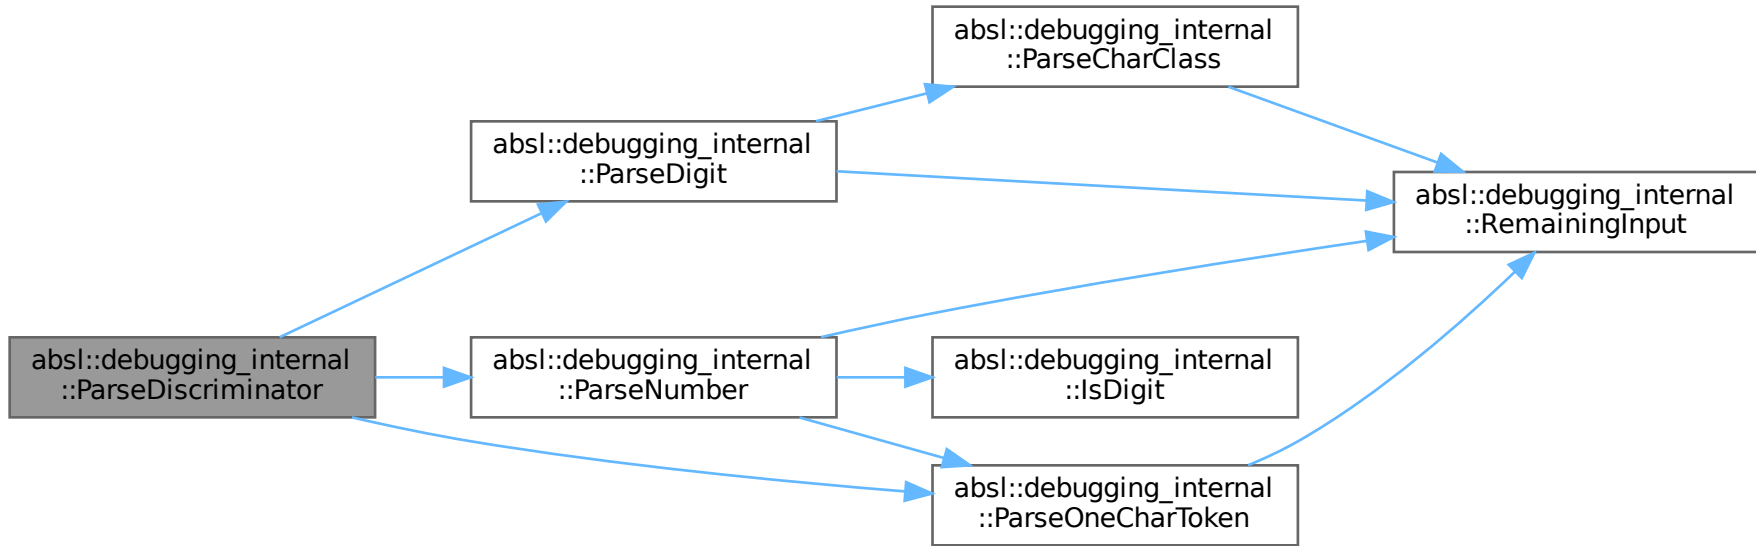 absl::debugging_internal
::ParseCharClass
absl::debugging_internal
::ParseDigit
absl::debugging_internal
::RemainingInput
absl::debugging_internal
::ParseDiscriminator
absl::debugging_internal
::ParseNumber
absl::debugging_internal
::IsDigit
absl::debugging_internal
::ParseOneCharToken